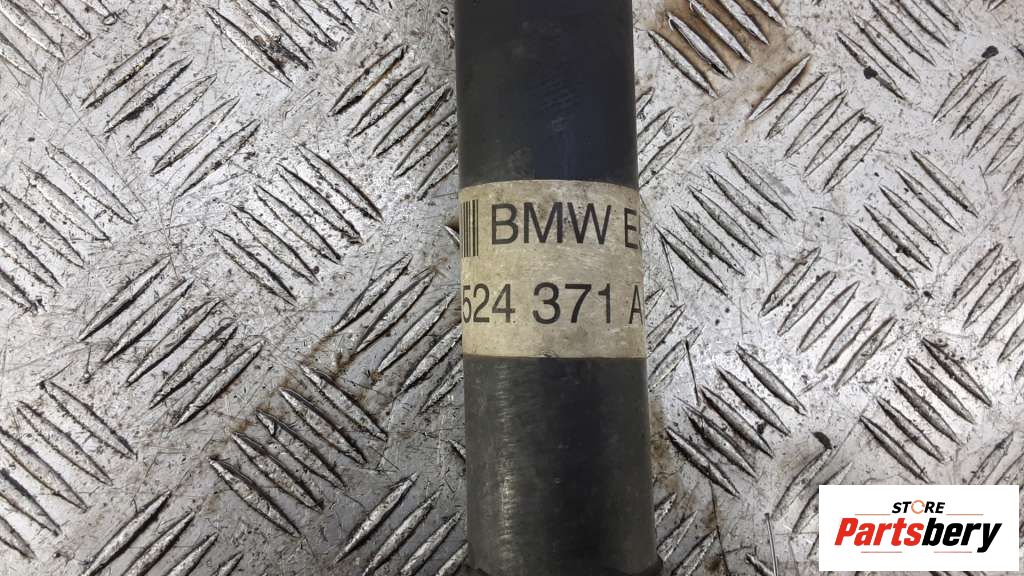 BMW E
524 371 A
STORE
Partsbery